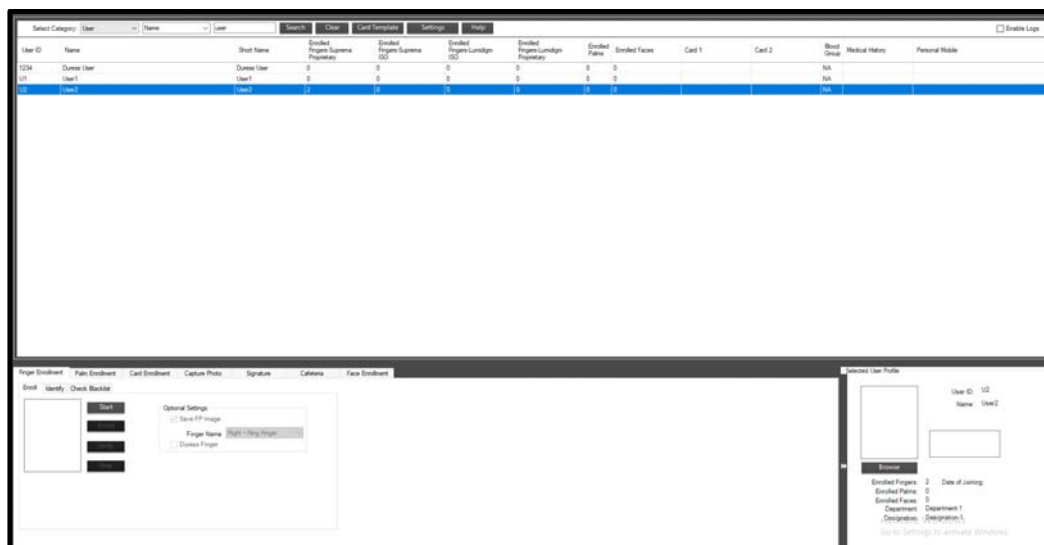 Select Category: User Name user Search Clear Card Template Settings Help Enable Logs
User ID Name Short Name Enrolled Fingers-Suprema Proprietary Enrolled Fingers-Suprema ISO Enrolled Fingers-Lumidigm ISO Enrolled Fingers-Lumidigm Proprietary Enrolled Palms Enrolled Faces Card 1 Card 2 Blood Group Medical History Personal Mobile
1234 Duress User Duress User 0 0 0 0 0 0 NA
U1 User1 User1 0 0 0 0 0 0 NA
U2 User2 User2 2 0 0 0 0 0 NA
Finger Enrollment Palm Enrollment Card Enrollment Capture Photo Signature Cafeteria Face Enrollment
Selected User Profile
Enroll Identify Check Blacklist
Start
Optional Settings
Save FP Image
Finger Name Right - Ring Finger
Duress Finger
User ID: U2
Name: User2
Browse
Enrolled Fingers: 2 Date of Joining:
Enrolled Palms: 0
Enrolled Faces: 0
Department: Department-1
Designation: Designation-1
Go to Settings to activate Windows.